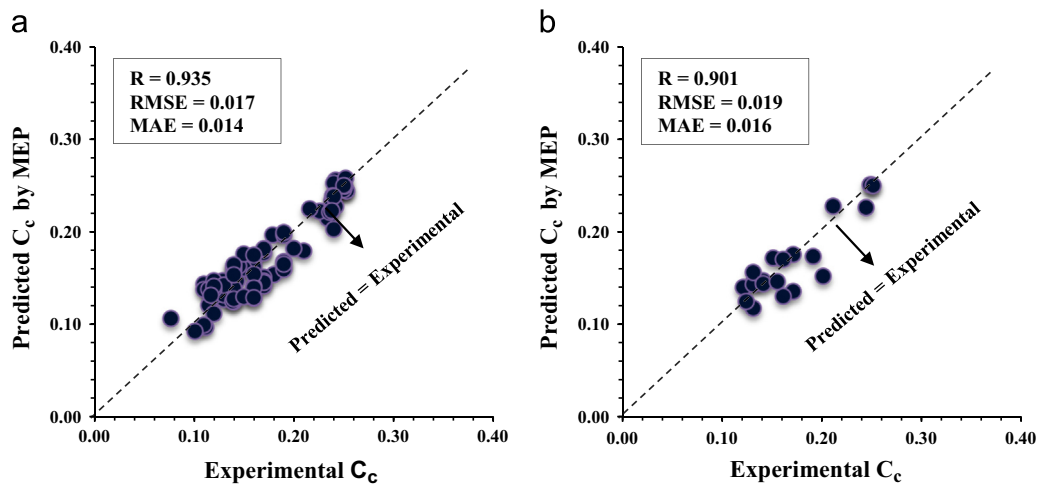 a
R = 0.935
RMSE = 0.017
MAE = 0.014
Predicted Cc by MEP
0.40
0.30
0.20
0.10
0.00
0.00 0.10 0.20 0.30 0.40
Experimental Cc
Predicted = Experimental
b
R = 0.901
RMSE = 0.019
MAE = 0.016
Predicted Cc by MEP
0.40
0.30
0.20
0.10
0.00
0.00 0.10 0.20 0.30 0.40
Experimental Cc
Predicted = Experimental